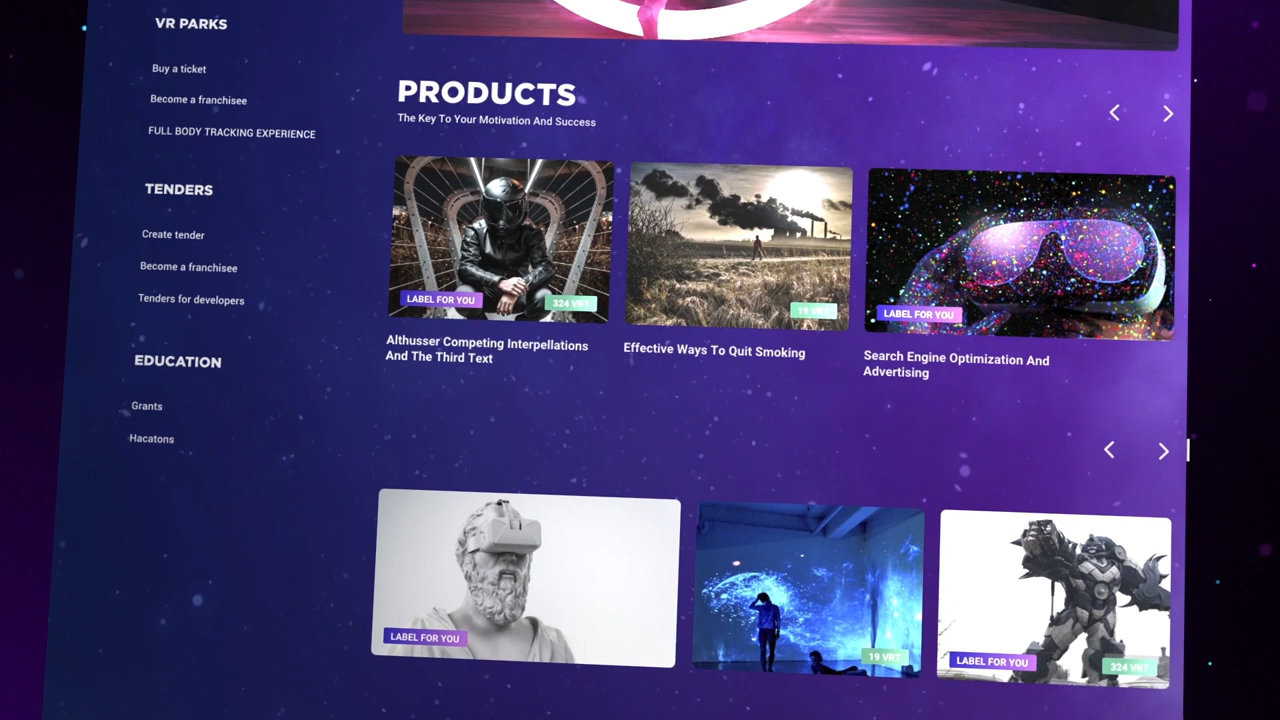 VR PARKS
Buy a ticket
Become a franchisee
FULL BODY TRACKING EXPERIENCE
TENDERS
Create tender
Become a franchisee
Tenders for developers
EDUCATION
Grants
Hacatons
PRODUCTS
The Key To Your Motivation And Success
LABEL FOR YOU
324 VRT
19 VRT
LABEL FOR YOU
Althusser Competing Interpellations
And The Third Text
Effective Ways To Quit Smoking
Search Engine Optimization And
Advertising
LABEL FOR YOU
19 VRT
LABEL FOR YOU
324 VRT